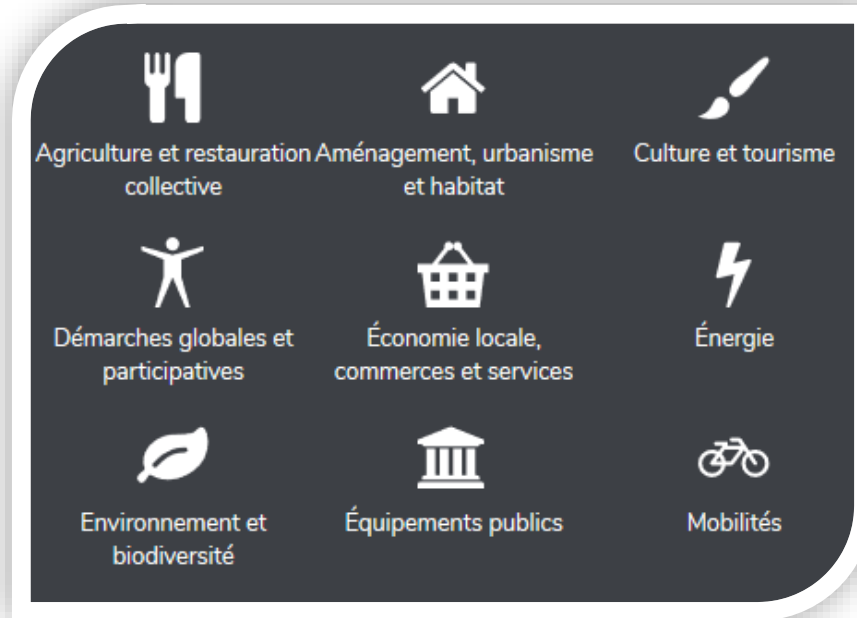 Agriculture et restauration
collective
Aménagement, urbanisme
et habitat
Culture et tourisme
Démarches globales et
participatives
Économie locale,
commerces et services
Énergie
Environnement et
biodiversité
Équipements publics
Mobilités